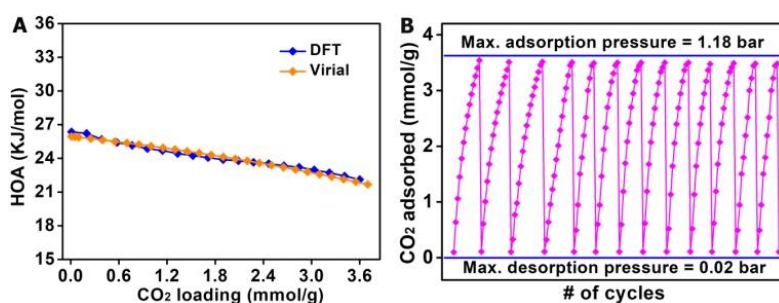 A
HOA (KJ/mol)
36
33
30
27
24
21
18
15
DFT
Virial
0.0 0.6 1.2 1.8 2.4 3.0 3.6
CO2 loading (mmol/g)
B
CO2 adsorbed (mmol/g)
4
3
2
1
0
Max. adsorption pressure = 1.18 bar
Max. desorption pressure = 0.02 bar
# of cycles